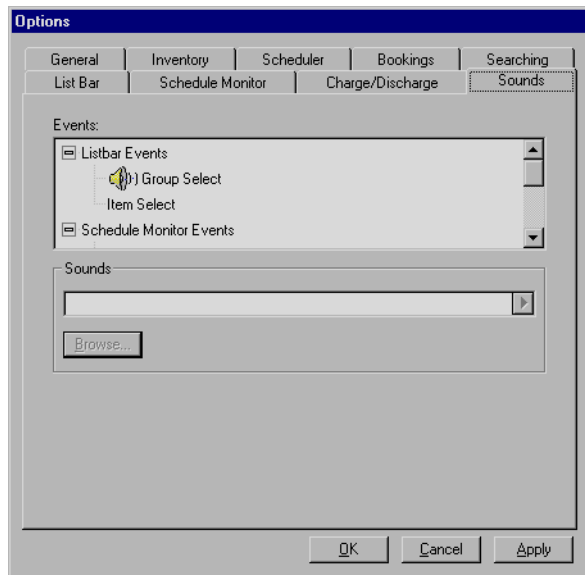 Options
General Inventory Scheduler Bookings Searching
List Bar Schedule Monitor Charge/Discharge Sounds
Events:
Listbar Events
Group Select
Item Select
Schedule Monitor Events
Sounds
Browse...
OK Cancel Apply